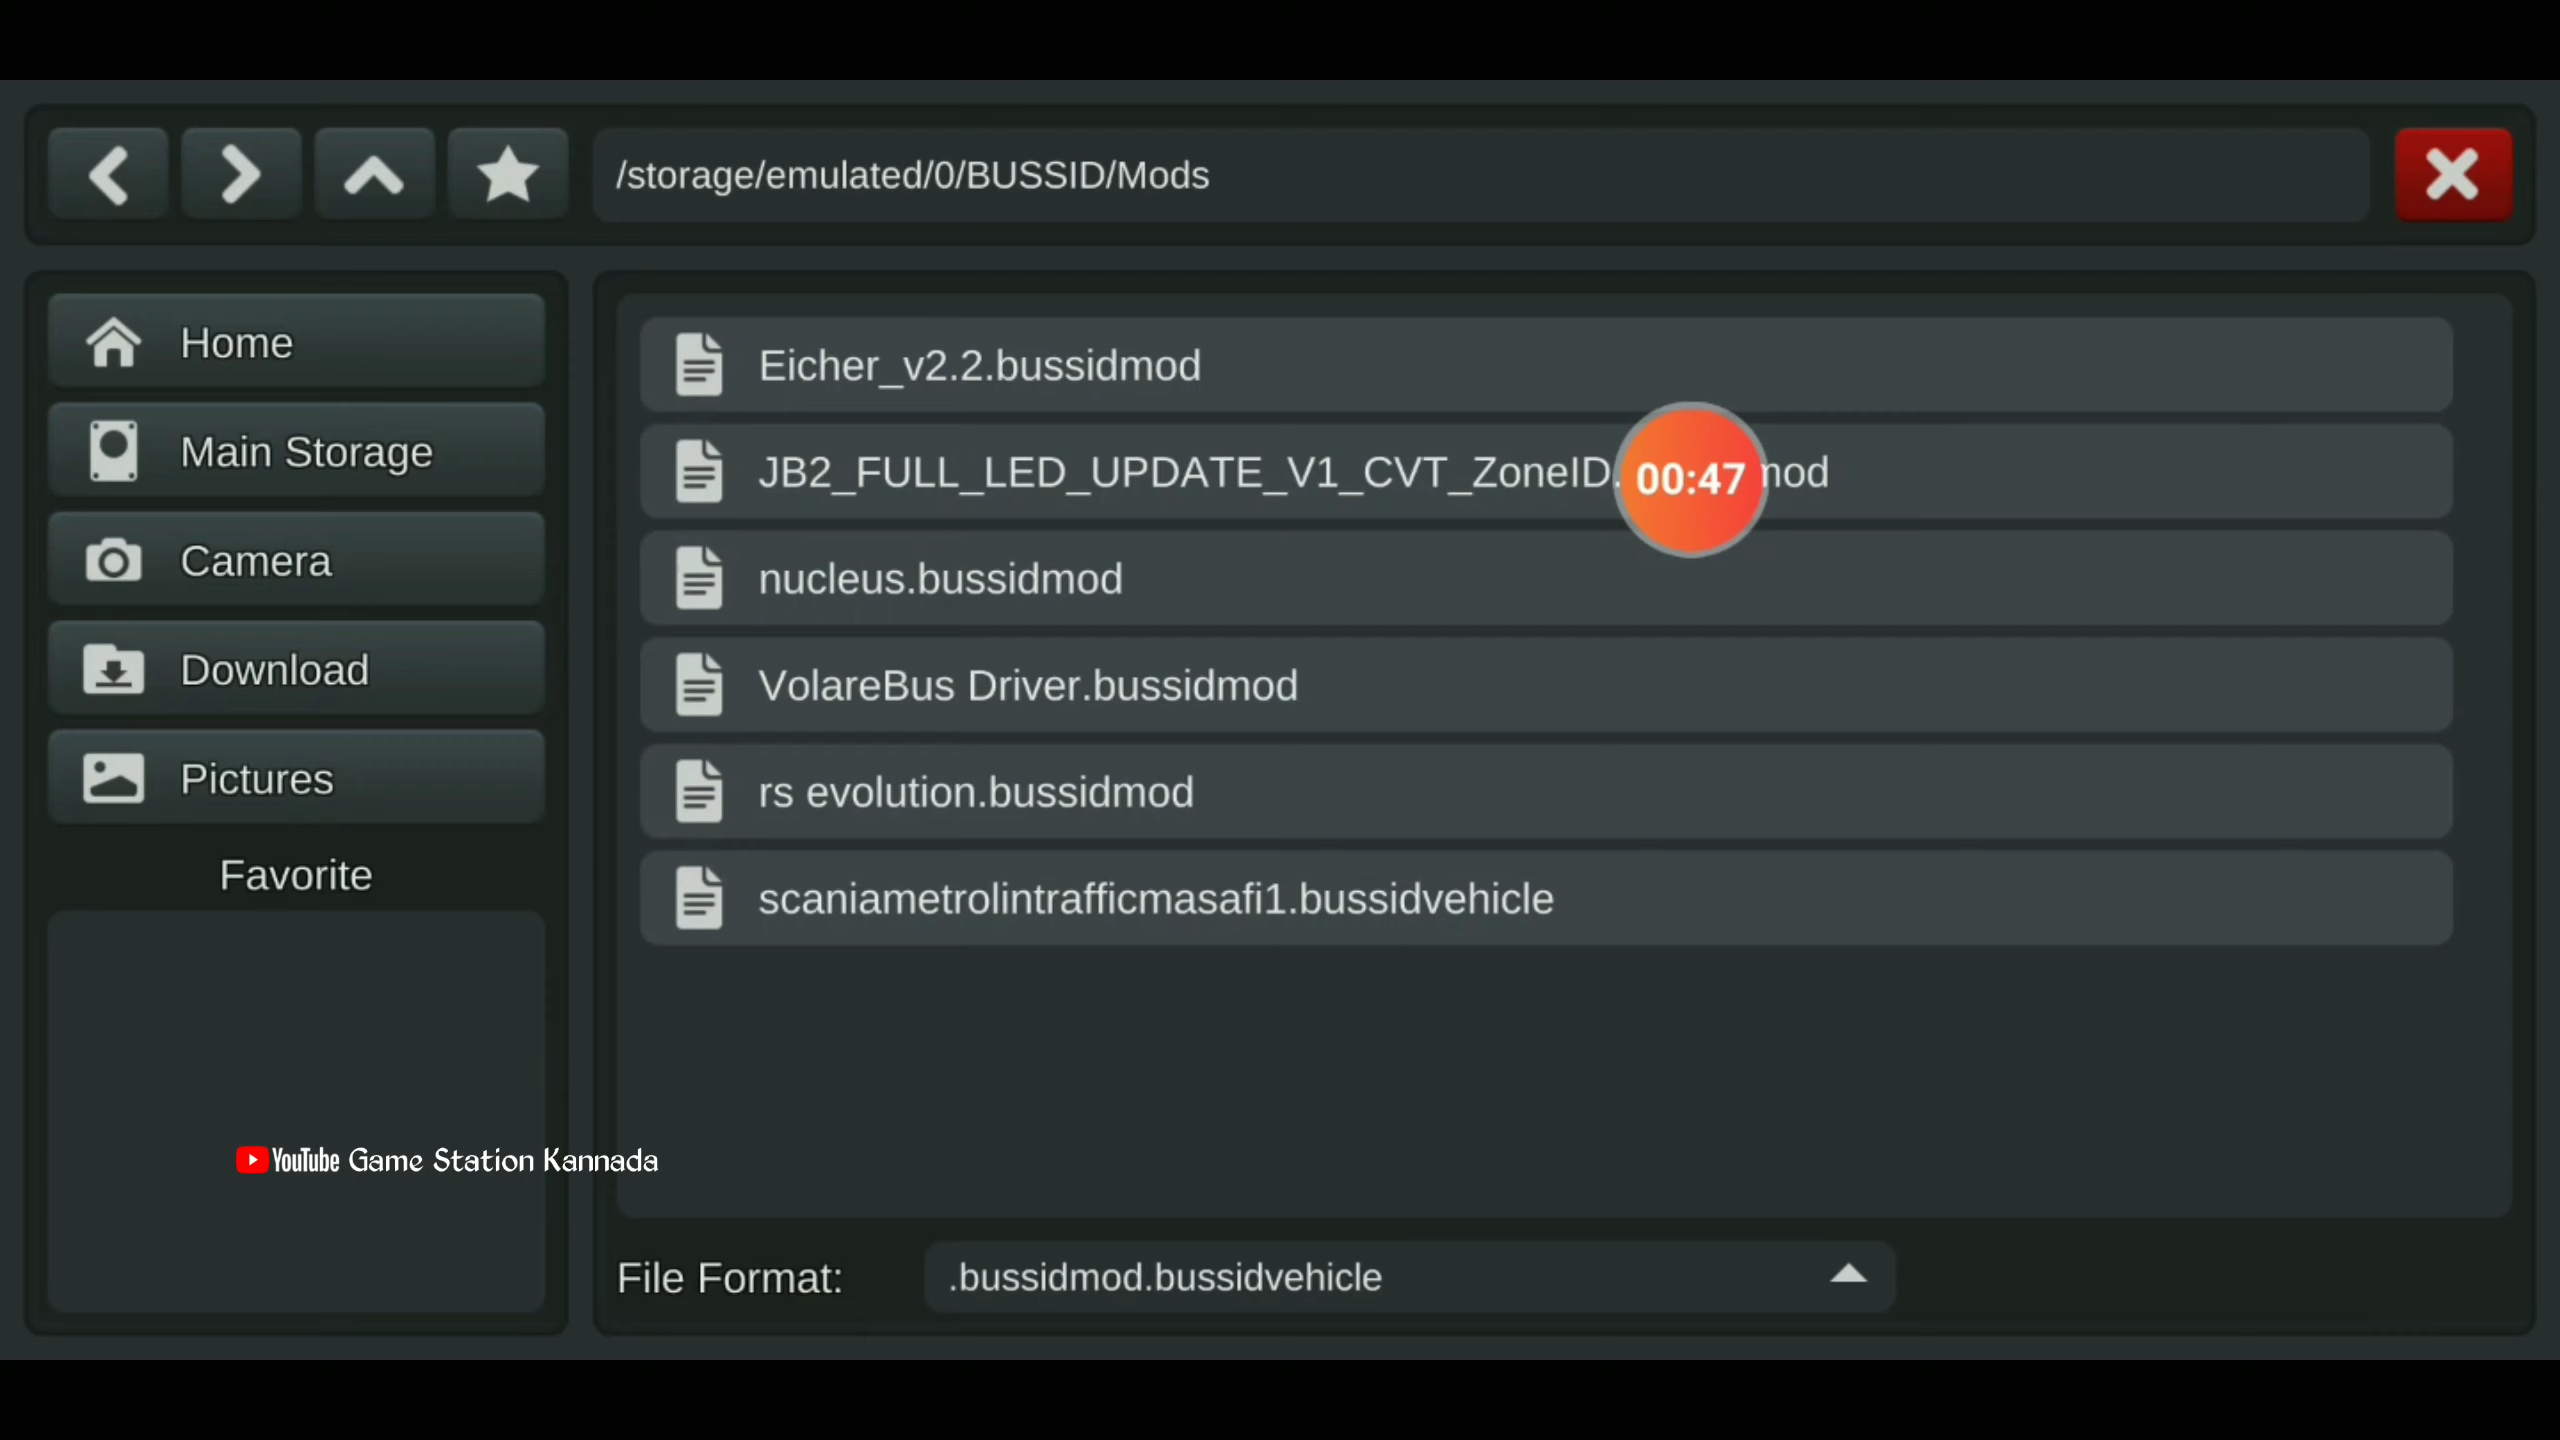 /storage/emulated/0/BUSSID/Mods
Home
Main Storage
Camera
Download
Pictures
Favorite
Eicher_v2.2.bussidmod
JB2_FULL_LED_UPDATE_V1_CVT_ZoneID.
00:47
nucleus.bussidmod
VolareBus Driver.bussidmod
rs evolution.bussidmod
scaniametrolintrafficmasafi1.bussidvehicle
YouTube Game Station Kannada
File Format: .bussidmod.bussidvehicle